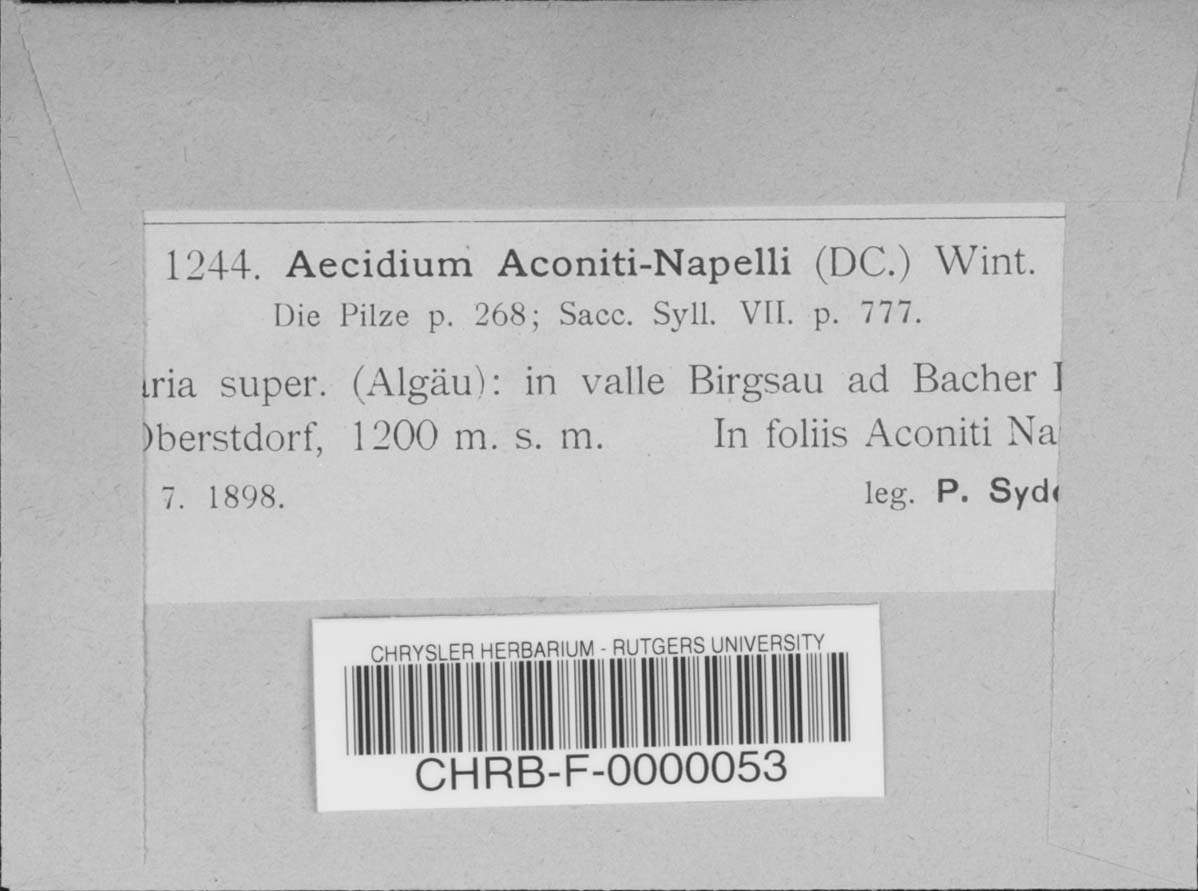 1244. Aecidium Aconiti-Napelli (DC.) Wint.
Die Pilze p. 268; Sacc. Syll. VII. p. 777.
ria super. (Algäu): in valle Birgsau ad Bacher
berstdorf, 1200 m. s. m. In foliis Aconiti Na
7. 1898. leg. P. Syd
CHRYSLER HERBARIUM - RUTGERS UNIVERSITY
CHRB-F-0000053